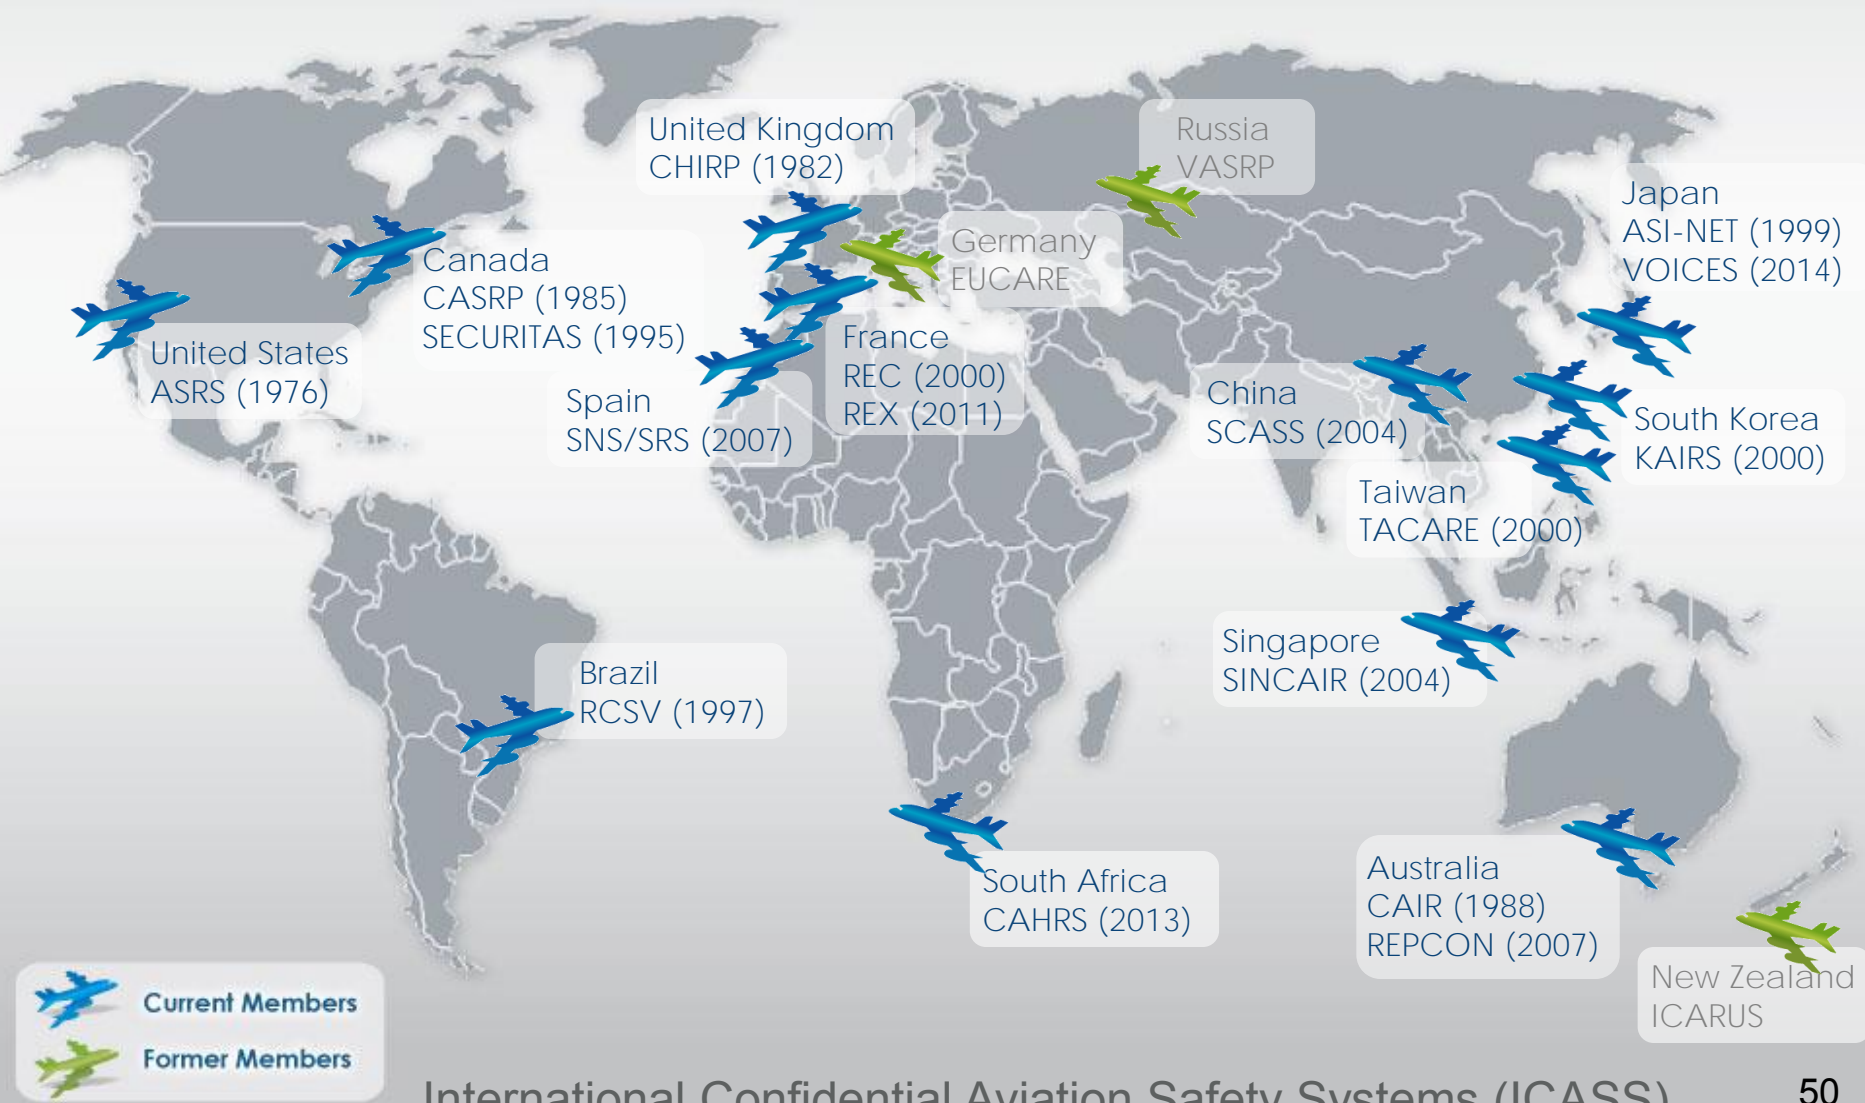 United Kingdom
CHIRP (1982)
Russia
VASRP
Japan
ASI-NET (1999)
VOICES (2014)
Germany
EUCARE
Canada
CASRP (1985)
SECURITAS (1995)
United States
ASRS (1976)
France
REC (2000)
REX (2011)
Spain
SNS/SRS (2007)
China
SCASS (2004)
South Korea
KAIRS (2000)
Taiwan
TACARE (2000)
Singapore
SINCAIR (2004)
Brazil
RCSV (1997)
South Africa
CAHRS (2013)
Australia
CAIR (1988)
REPCON (2007)
New Zealand
ICARUS
Current Members
Former Members
International Confidential Aviation Safety Systems (ICASS)
50